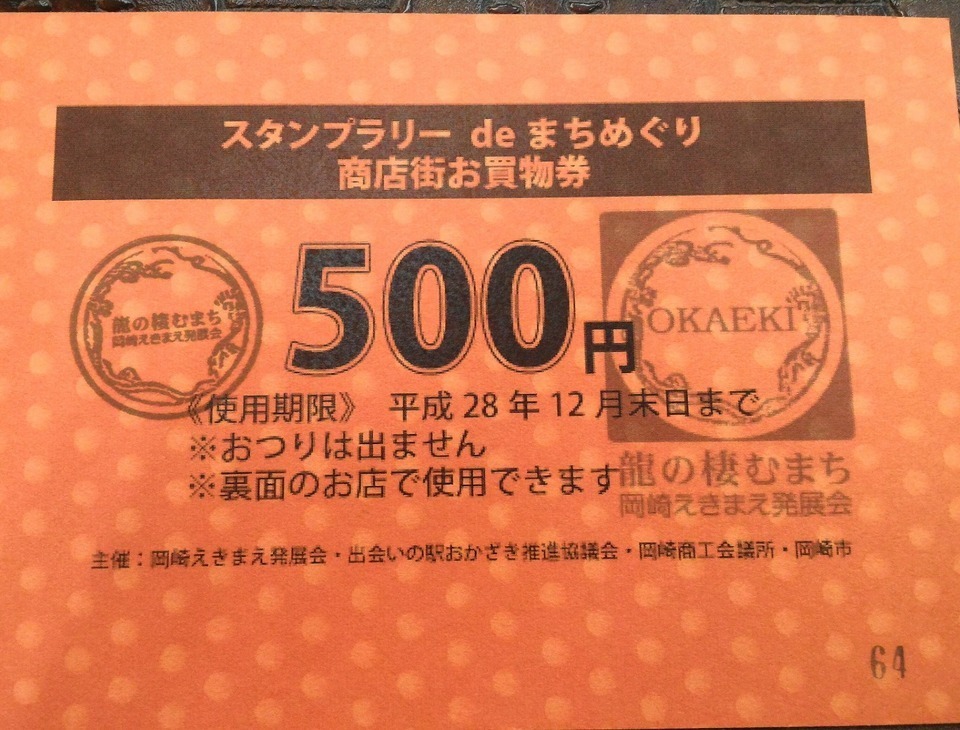 スタンプラリー de まちめぐり
商店街お買物券
龍の棲むまち
岡崎えきまえ発展会
500円
OKAEKI
《使用期限》 平成28年12月末日まで
※おつりは出ません
※裏面のお店で使用できます
龍の棲むまち
岡崎えきまえ発展会
主催：岡崎えきまえ発展会・出会いの駅おかざき推進協議会・岡崎商工会議所・岡崎市
64